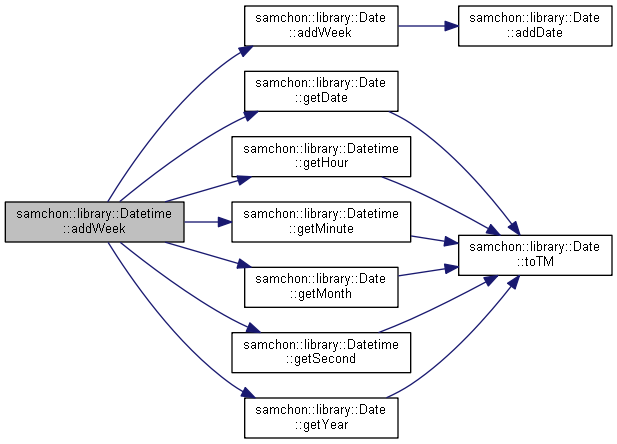 samchon::library::Date
::addWeek
samchon::library::Date
::addDate
samchon::library::Date
::getDate
samchon::library::Datetime
::getHour
samchon::library::Datetime
::addWeek
samchon::library::Datetime
::getMinute
samchon::library::Date
::toTM
samchon::library::Date
::getMonth
samchon::library::Datetime
::getSecond
samchon::library::Date
::getYear